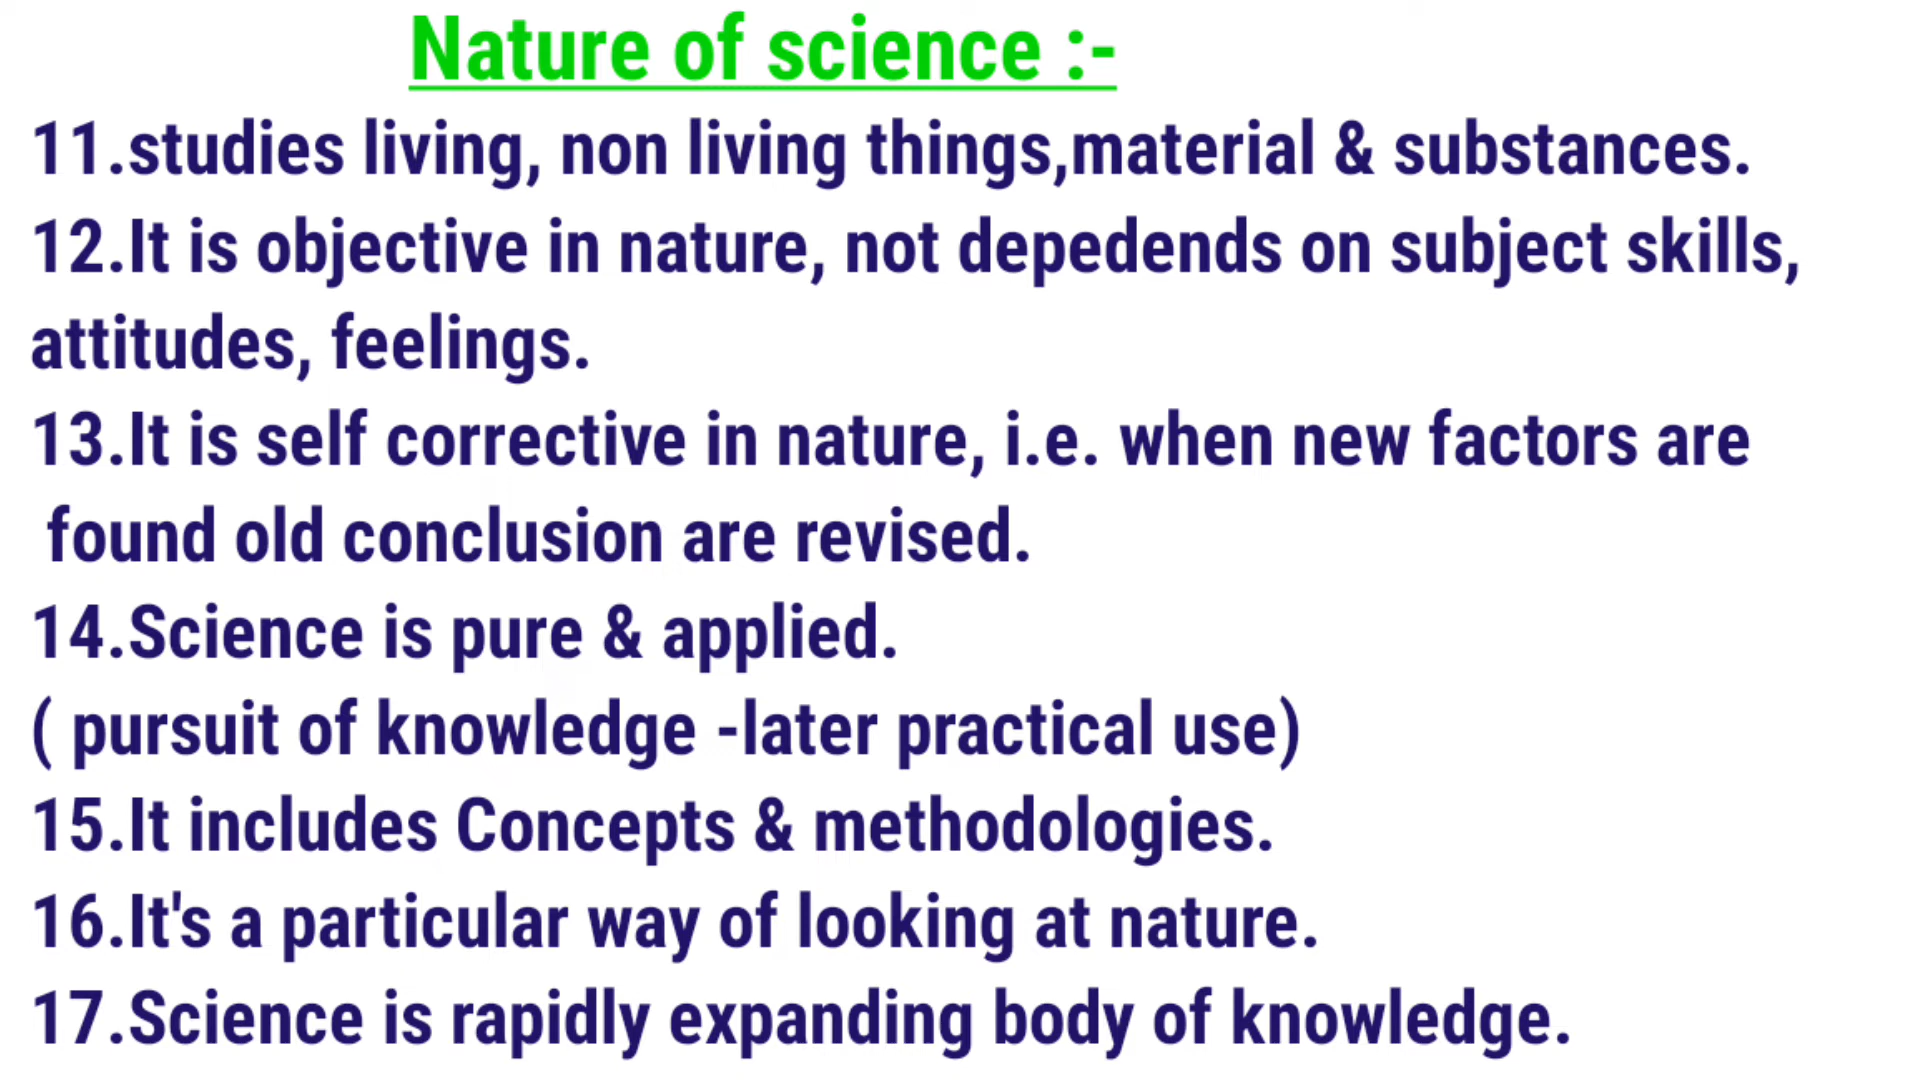 Nature of science :-
11.studies living, non living things,material & substances.
12.It is objective in nature, not depedends on subject skills,
attitudes, feelings.
13.It is self corrective in nature, i.e. when new factors are
found old conclusion are revised.
14.Science is pure & applied.
( pursuit of knowledge -later practical use)
15.It includes Concepts & methodologies.
16.It's a particular way of looking at nature.
17.Science is rapidly expanding body of knowledge.